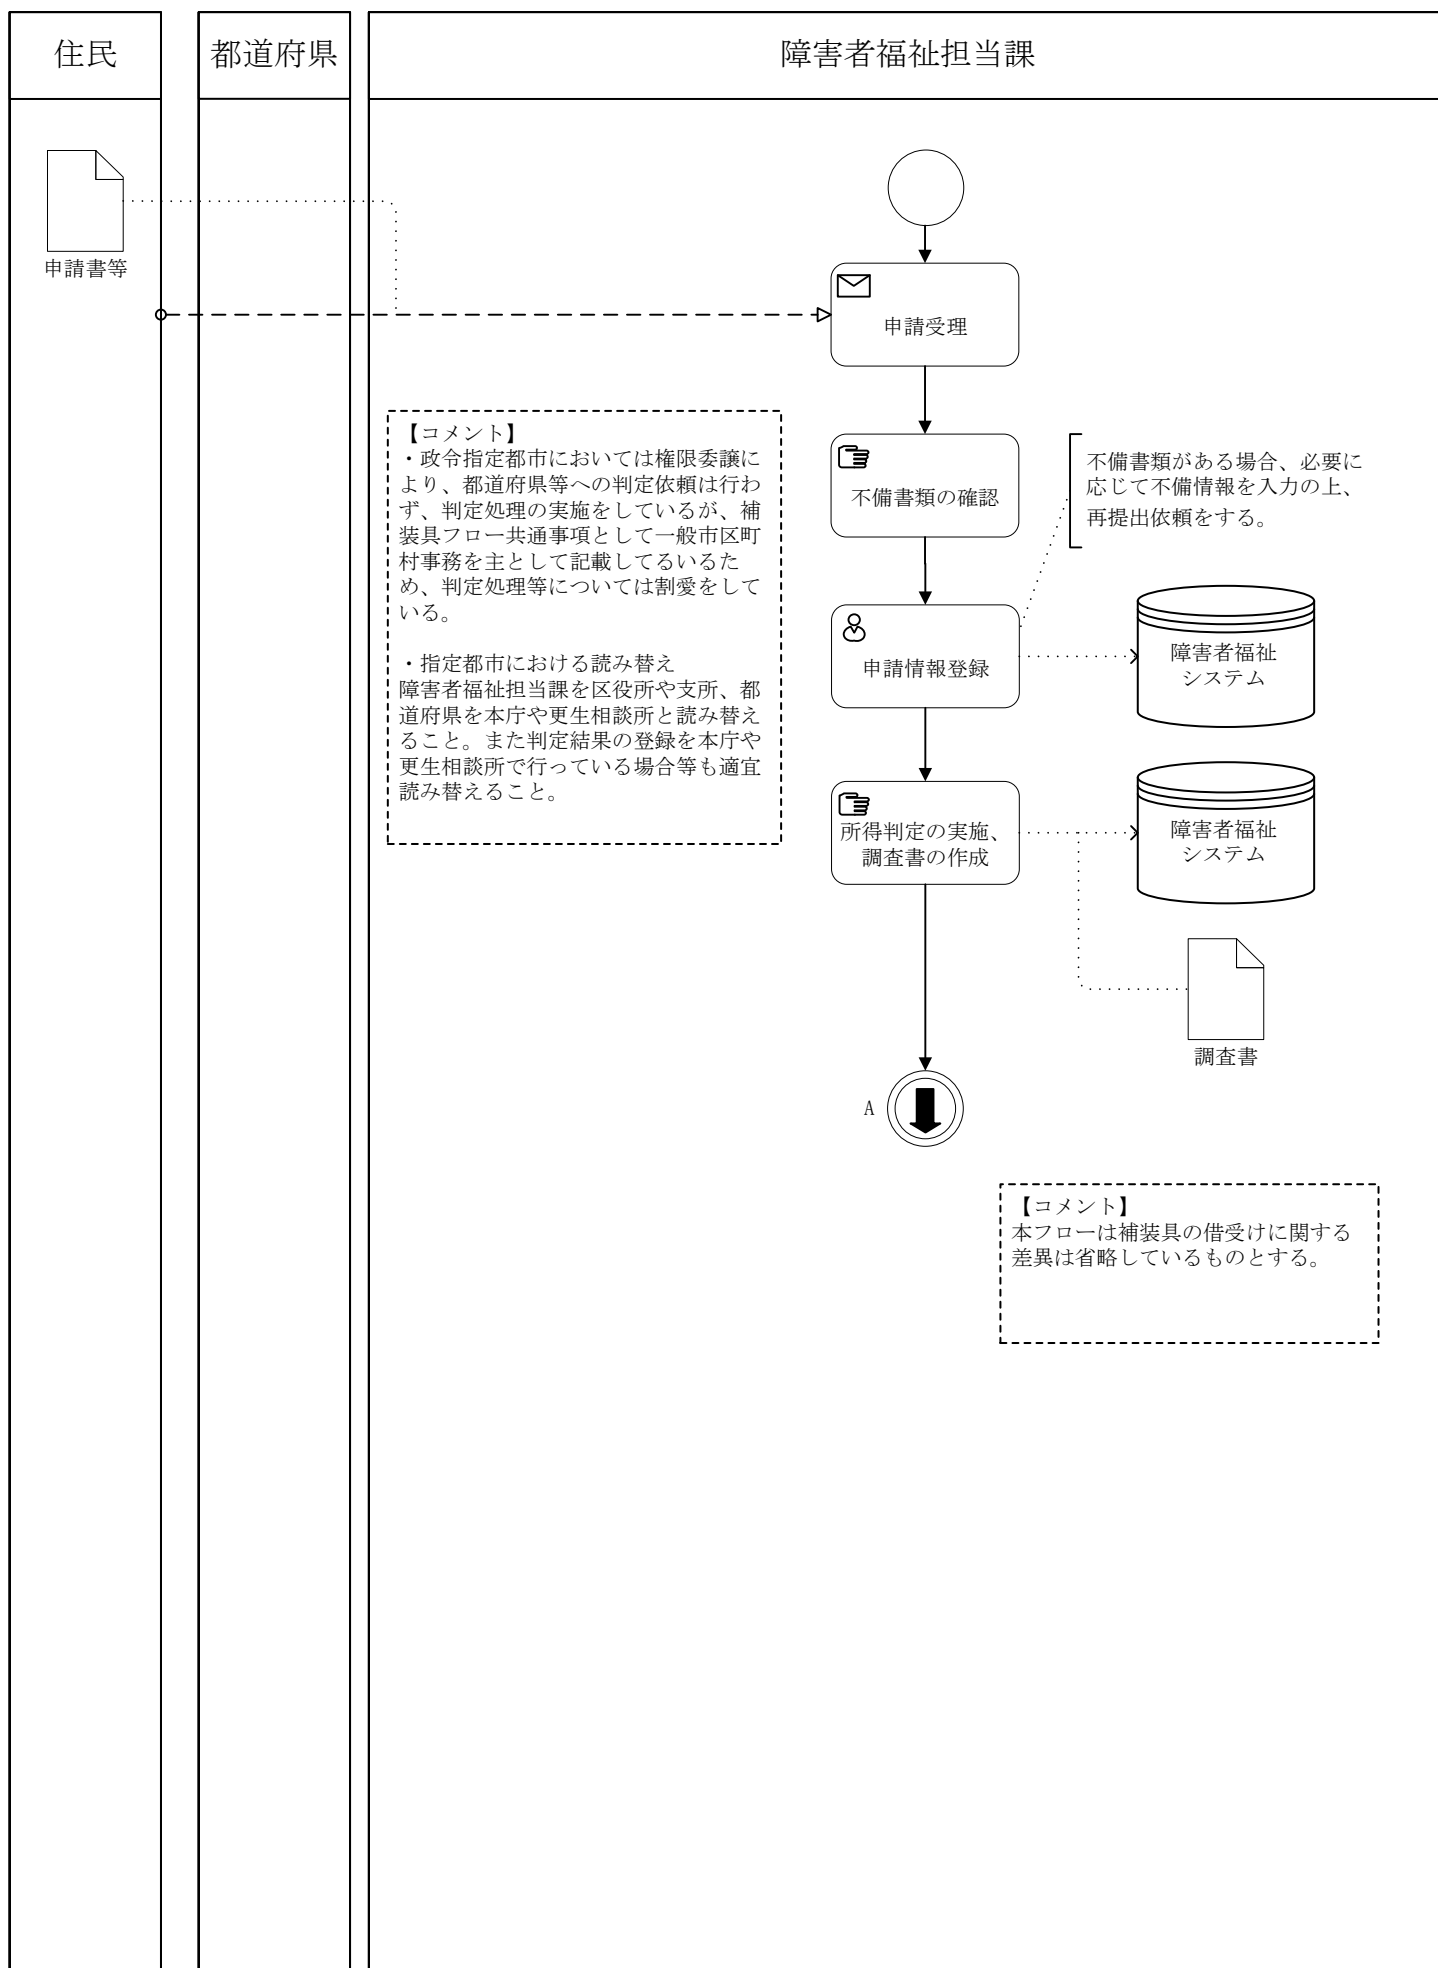 住民
都道府県
障害者福祉担当課
申請書等
申請受理
【コメント】
・政令指定都市においては権限委譲に
より、都道府県等への判定依頼は行わ
ず、判定処理の実施をしているが、補
装具フロー共通事項として一般市区町
村事務を主として記載してるいるた
め、判定処理等については割愛をして
いる。
・指定都市における読み替え
障害者福祉担当課を区役所や支所、都
道府県を本庁や更生相談所と読み替え
ること。また判定結果の登録を本庁や
更生相談所で行っている場合等も適宜
読み替えること。
不備書類の確認
不備書類がある場合、必要に
応じて不備情報を入力の上、
再提出依頼をする。
申請情報登録
障害者福祉
システム
所得判定の実施、
調査書の作成
障害者福祉
システム
調査書
A
【コメント】
本フローは補装具の借受けに関する
差異は省略しているものとする。